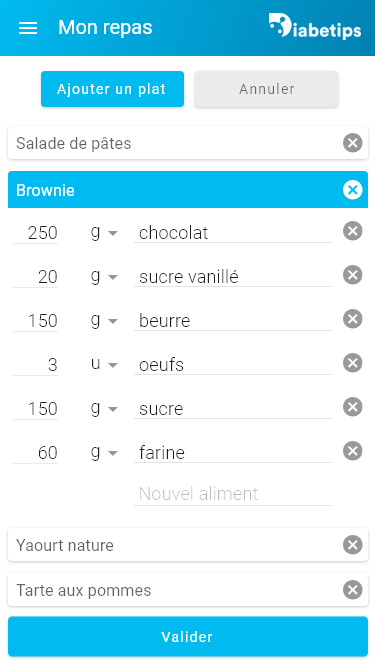 Mon repas
Diabetips
Ajouter un plat
Annuler
Salade de pâtes
Brownie
250 g chocolat
20 g sucre vanillé
150 g beurre
3 u oeufs
150 g sucre
60 g farine
Nouvel aliment
Yaourt nature
Tarte aux pommes
Valider